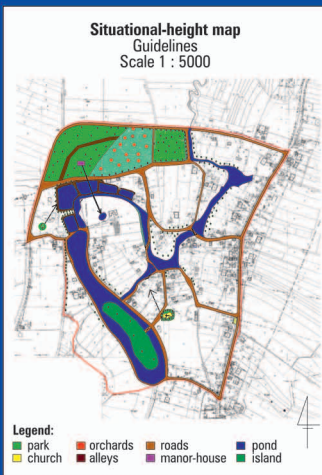 Situational-height map
Guidelines
Scale 1 : 5000
Legend:
park
orchards
roads
pond
church
alleys
manor-house
island